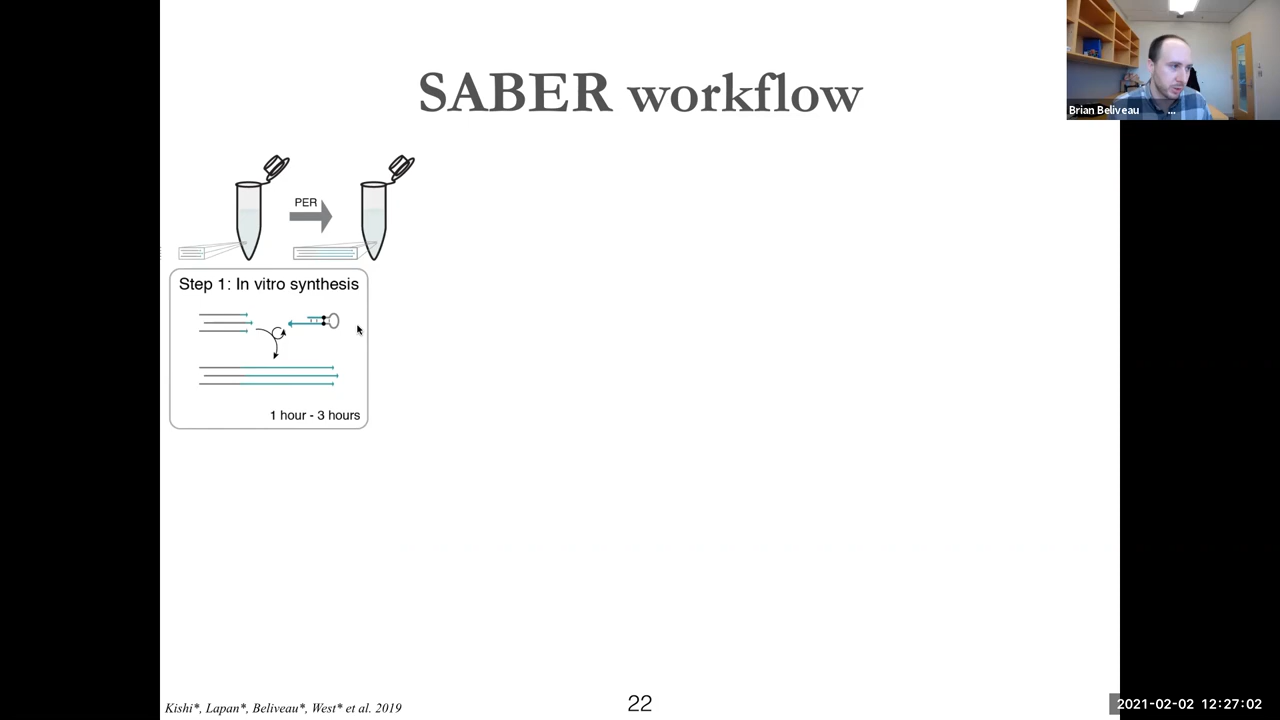 SABER workflow
Brian Beliveau
...
PER
Step 1: In vitro synthesis
1 hour - 3 hours
Kishi*, Lapan*, Beliveau*, West* et al. 2019
22
2021-02-02 12:27:02